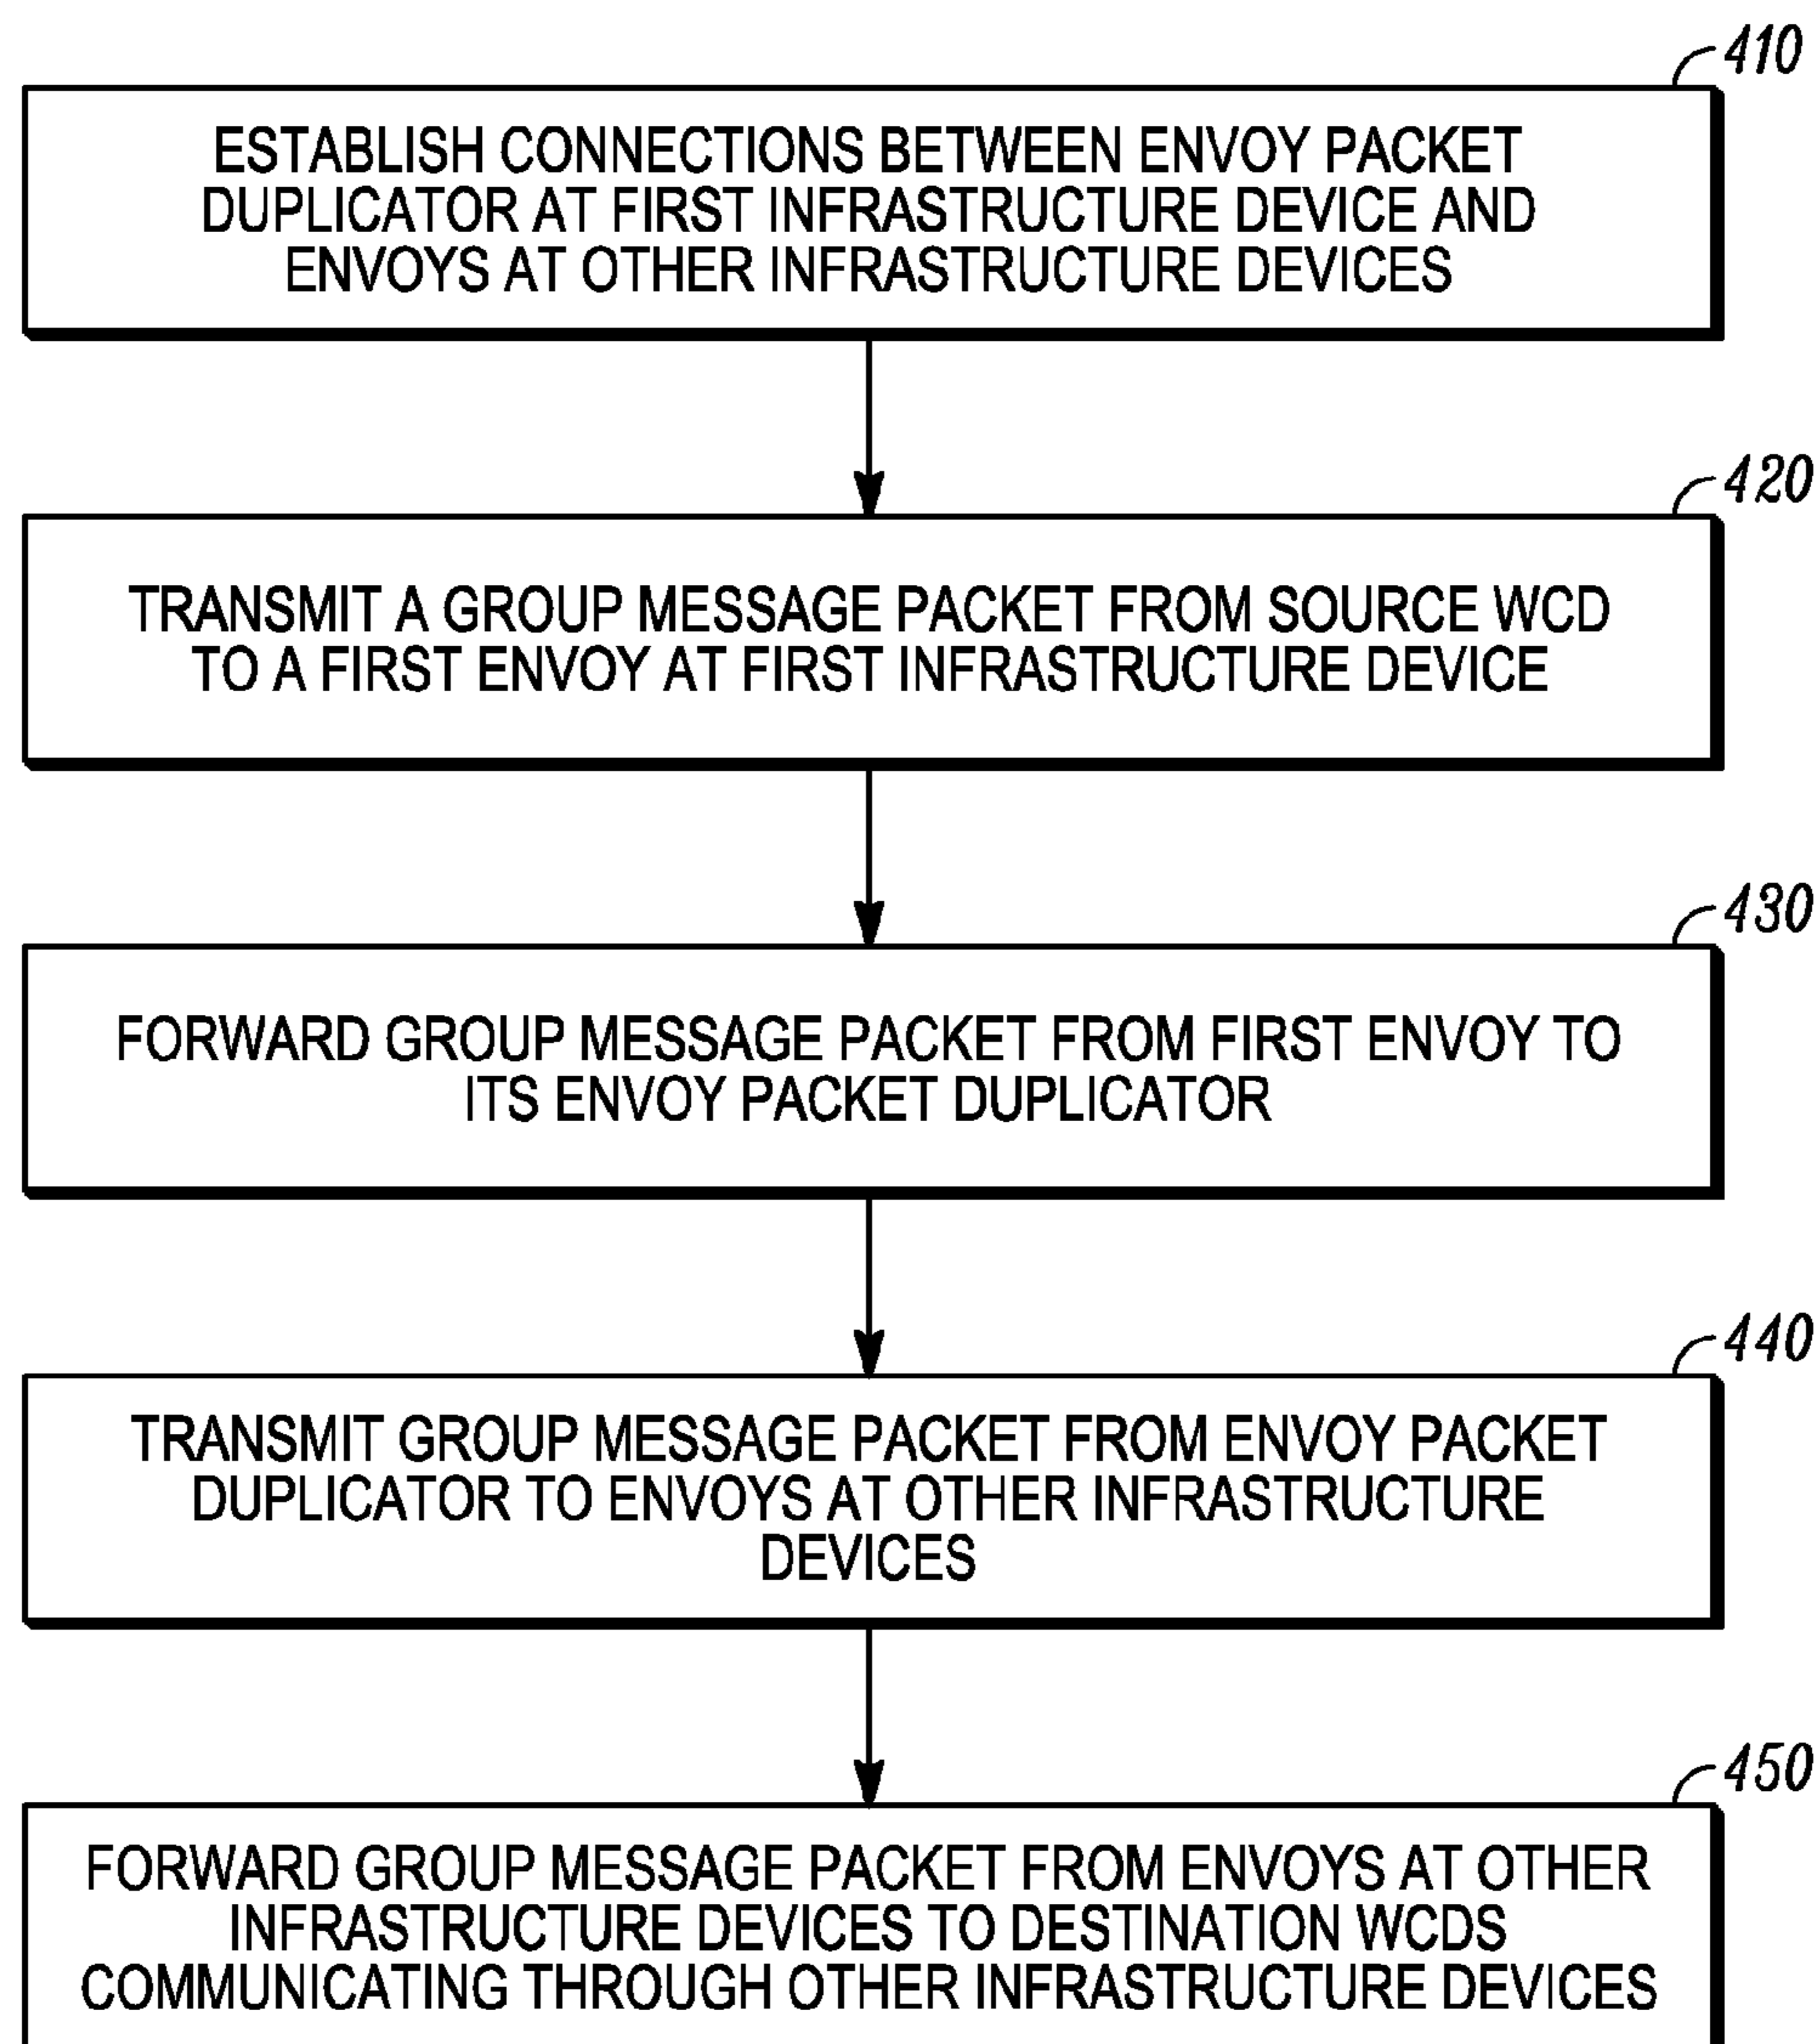 410
ESTABLISH CONNECTIONS BETWEEN ENVOY PACKET
DUPLICATOR AT FIRST INFRASTRUCTURE DEVICE AND
ENVOYS AT OTHER INFRASTRUCTURE DEVICES
420
TRANSMIT A GROUP MESSAGE PACKET FROM SOURCE WCD
TO A FIRST ENVOY AT FIRST INFRASTRUCTURE DEVICE
430
FORWARD GROUP MESSAGE PACKET FROM FIRST ENVOY TO
ITS ENVOY PACKET DUPLICATOR
440
TRANSMIT GROUP MESSAGE PACKET FROM ENVOY PACKET
DUPLICATOR TO ENVOYS AT OTHER INFRASTRUCTURE
DEVICES
450
FORWARD GROUP MESSAGE PACKET FROM ENVOYS AT OTHER
INFRASTRUCTURE DEVICES TO DESTINATION WCDS
COMMUNICATING THROUGH OTHER INFRASTRUCTURE DEVICES